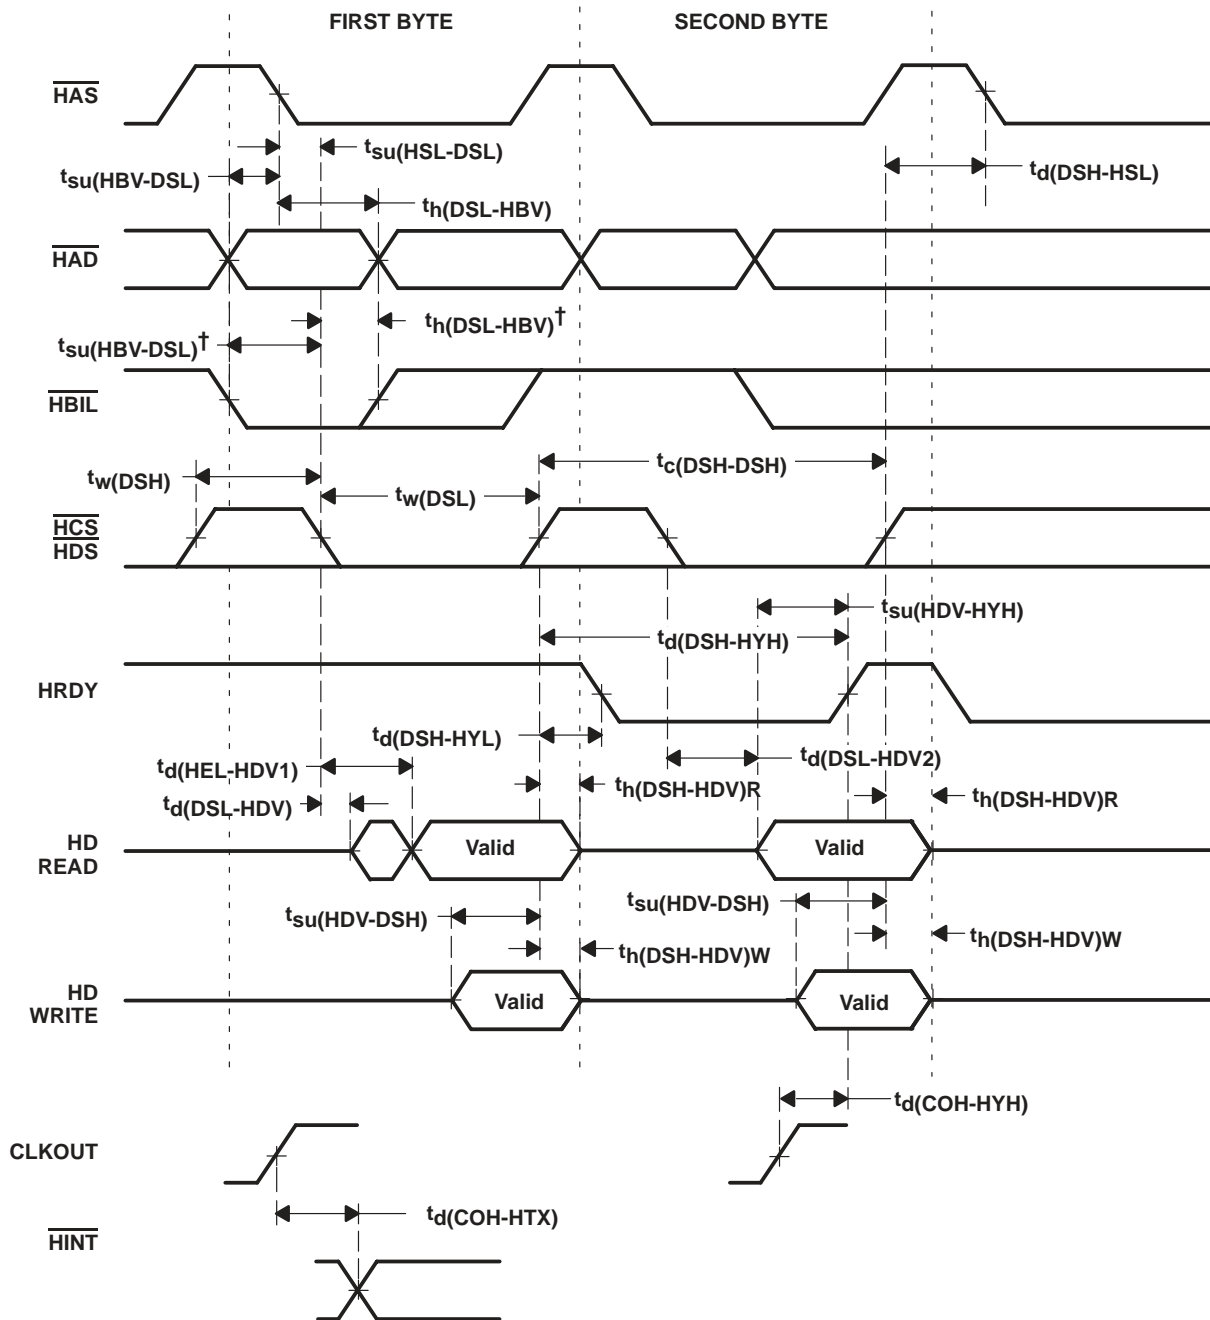 FIRST BYTE SECOND BYTE
HAS
tsu(HSL-DSL)
tsu(HBV-DSL) td(DSH-HSL)
th(DSL-HBV)
HAD
th(DSL-HBV)†
tsu(HBV-DSL)†
HBIL
tw(DSH) tc(DSH-DSH)
tw(DSL)
HCS
HDS
tsu(HDV-HYH)
td(DSH-HYH)
HRDY
td(DSH-HYL)
td(HEL-HDV1) td(DSL-HDV2)
td(DSL-HDV) th(DSH-HDV)R th(DSH-HDV)R
HD
READ
Valid Valid
tsu(HDV-DSH) tsu(HDV-DSH)
th(DSH-HDV)W th(DSH-HDV)W
HD
WRITE
Valid Valid
td(COH-HYH)
CLKOUT
td(COH-HTX)
HINT